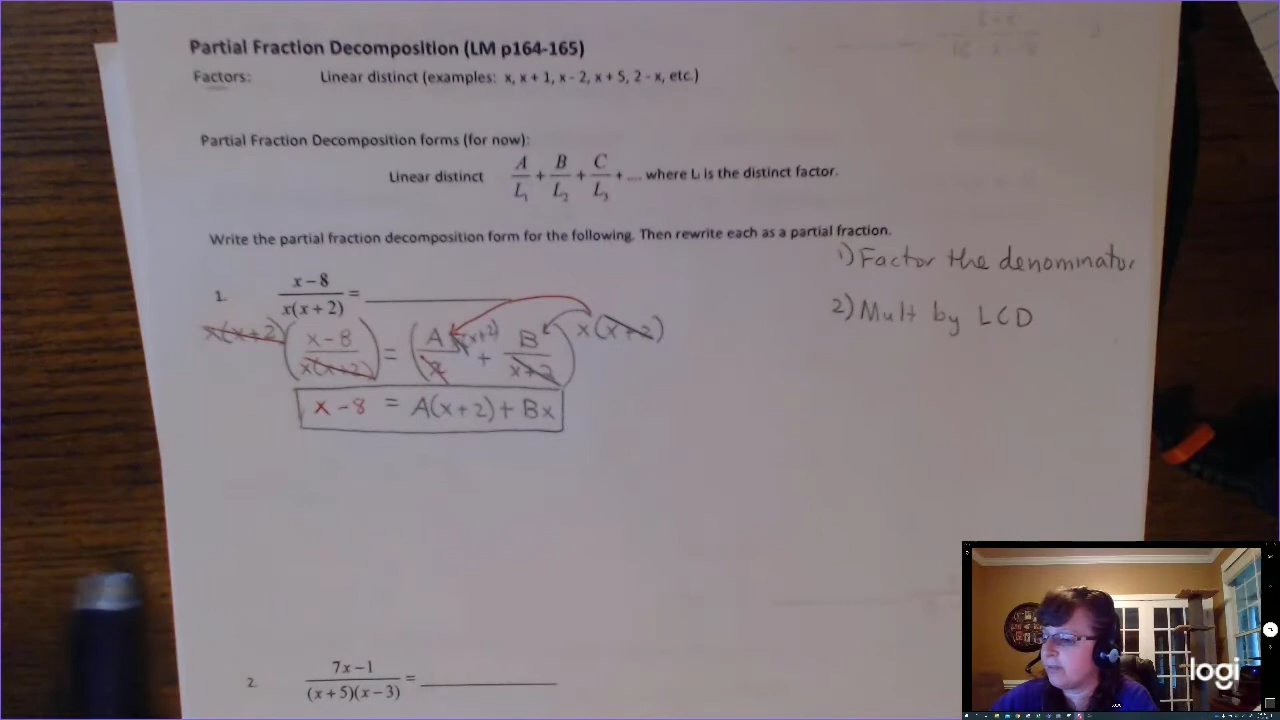 Partial Fraction Decomposition (LM p164-165)
Factors: Linear distinct (examples: x, x + 1, x - 2, x + 5, 2 - x, etc.)
Partial Fraction Decomposition forms (for now):
Linear distinct A/L₁ + B/L₂ + C/L₃ + .... where Lᵢ is the distinct factor.
Write the partial fraction decomposition form for the following. Then rewrite each as a partial fraction.
1) Factor the denominator
2) Mult by LCD
1. (x−8)/(x(x+2)) = ____________
x(x+2) ((x−8)/(x(x+2))) = (A/x (x+2) + B/(x+2)) x(x+2)
x −8 = A(x+2) + Bx
2. (7x−1)/((x+5)(x−3)) = ____________
logi